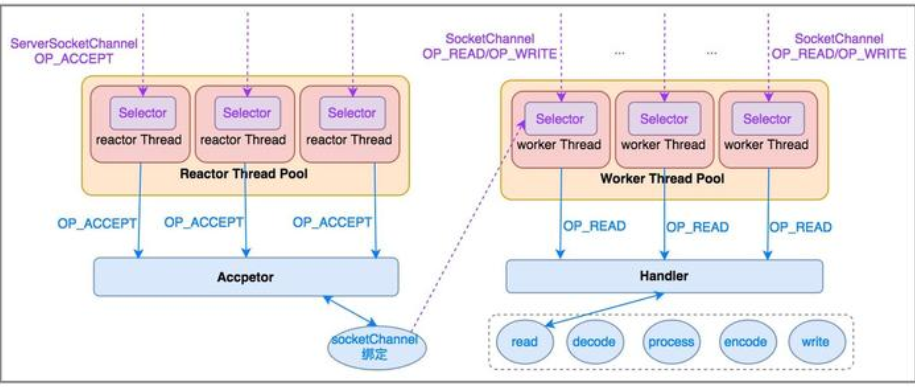 ServerSocketChannel
OP_ACCEPT
Selector
Selector
Selector
reactor Thread
reactor Thread
reactor Thread
Reactor Thread Pool
OP_ACCEPT
OP_ACCEPT
OP_ACCEPT
Accpetor
socketChannel
绑定
SocketChannel
OP_READ/OP_WRITE
...
...
SocketChannel
OP_READ/OP_WRITE
Selector
Selector
Selector
worker Thread
worker Thread
worker Thread
Worker Thread Pool
OP_READ
OP_READ
OP_READ
Handler
read
decode
process
encode
write